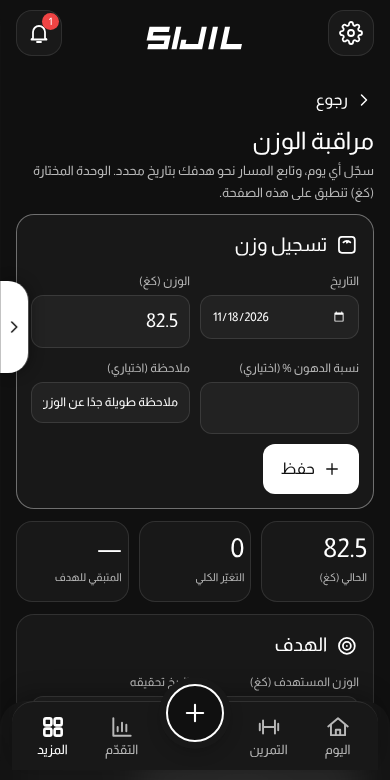 1
SIJIL
رجوع
مراقبة الوزن
سجّل أي يوم، وتابع المسار نحو هدفك بتاريخ محدد. الوحدة المختارة
(كغ) تنطبق على هذه الصفحة.
تسجيل وزن
التاريخ
الوزن (كغ)
11/18/2026
82.5
نسبة الدهون % (اختياري)
ملاحظة (اختياري)
ملاحظة طويلة جدًا عن الوزن
+ حفظ
82.5
0
—
الحالي (كغ)
التغيّر الكلي
المتبقي للهدف
الهدف
الوزن المستهدف (كغ)
تحقيقه
+
اليوم
التمرين
التقدّم
المزيد